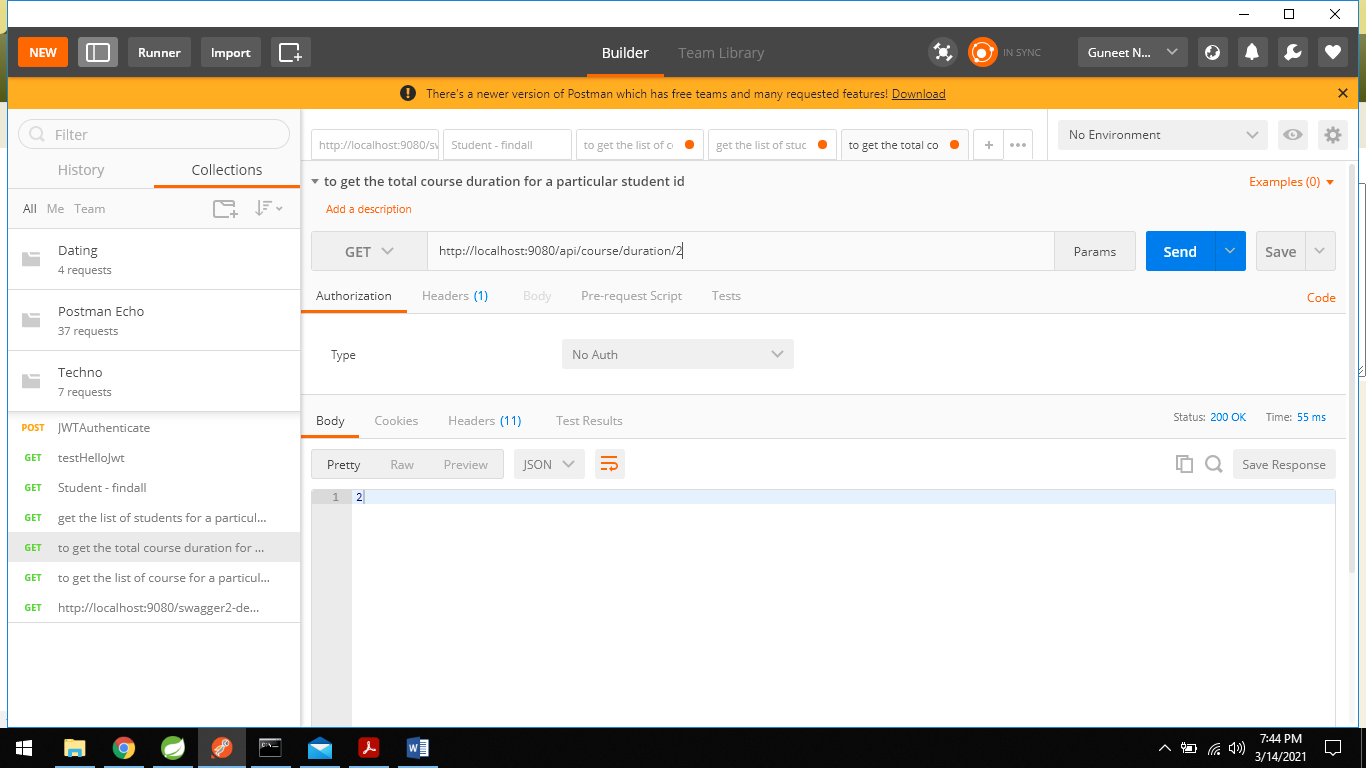 NEW
Runner
Import
Builder
Team Library
IN SYNC
Guneet N...
There's a newer version of Postman which has free teams and many requested features! Download
Filter
History
Collections
All Me Team
Dating
4 requests
Postman Echo
37 requests
Techno
7 requests
POST JWTAuthenticate
GET testHelloJwt
GET Student - findall
GET get the list of students for a particul...
GET to get the total course duration for ...
GET to get the list of course for a particul...
GET http://localhost:9080/swagger2-de...
http://localhost:9080/sw
Student - findall
to get the list of c
get the list of stuc
to get the total co
No Environment
to get the total course duration for a particular student id
Examples (0)
Add a description
GET
http://localhost:9080/api/course/duration/2
Params
Send
Save
Authorization
Headers (1)
Body
Pre-request Script
Tests
Code
Type
No Auth
Body
Cookies
Headers (11)
Test Results
Status: 200 OK
Time: 55 ms
Pretty
Raw
Preview
JSON
Save Response
1 2
7:44 PM
3/14/2021